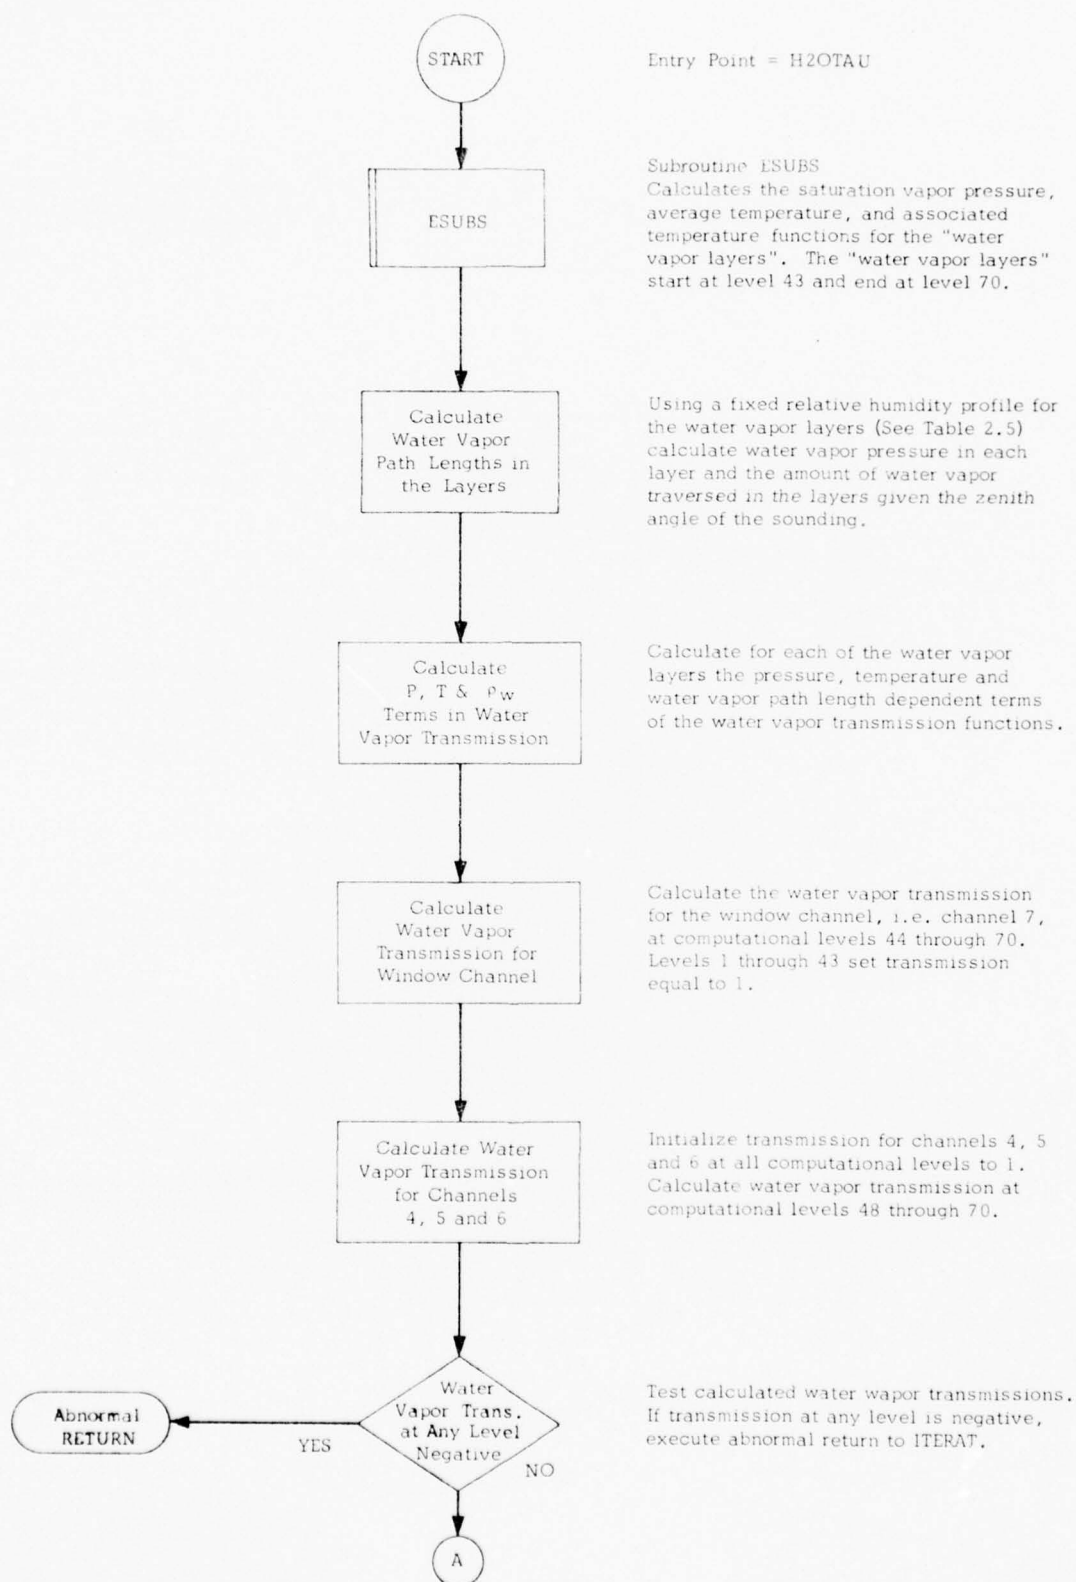 START
Entry Point = H2OTAU
ESUBS
Subroutine ESUBS
Calculates the saturation vapor pressure,
average temperature, and associated
temperature functions for the "water
vapor layers". The "water vapor layers"
start at level 43 and end at level 70.
Calculate
Water Vapor
Path Lengths in
the Layers
Using a fixed relative humidity profile for
the water vapor layers (See Table 2.5)
calculate water vapor pressure in each
layer and the amount of water vapor
traversed in the layers given the zenith
angle of the sounding.
Calculate
P, T & ρw
Terms in Water
Vapor Transmission
Calculate for each of the water vapor
layers the pressure, temperature and
water vapor path length dependent terms
of the water vapor transmission functions.
Calculate
Water Vapor
Transmission for
Window Channel
Calculate the water vapor transmission
for the window channel, i.e. channel 7,
at computational levels 44 through 70.
Levels 1 through 43 set transmission
equal to 1.
Calculate Water
Vapor Transmission
for Channels
4, 5 and 6
Initialize transmission for channels 4, 5
and 6 at all computational levels to 1.
Calculate water vapor transmission at
computational levels 48 through 70.
Water
Vapor Trans.
at Any Level
Negative
YES
NO
Abnormal
RETURN
Test calculated water wapor transmissions.
If transmission at any level is negative,
execute abnormal return to ITERAT.
A